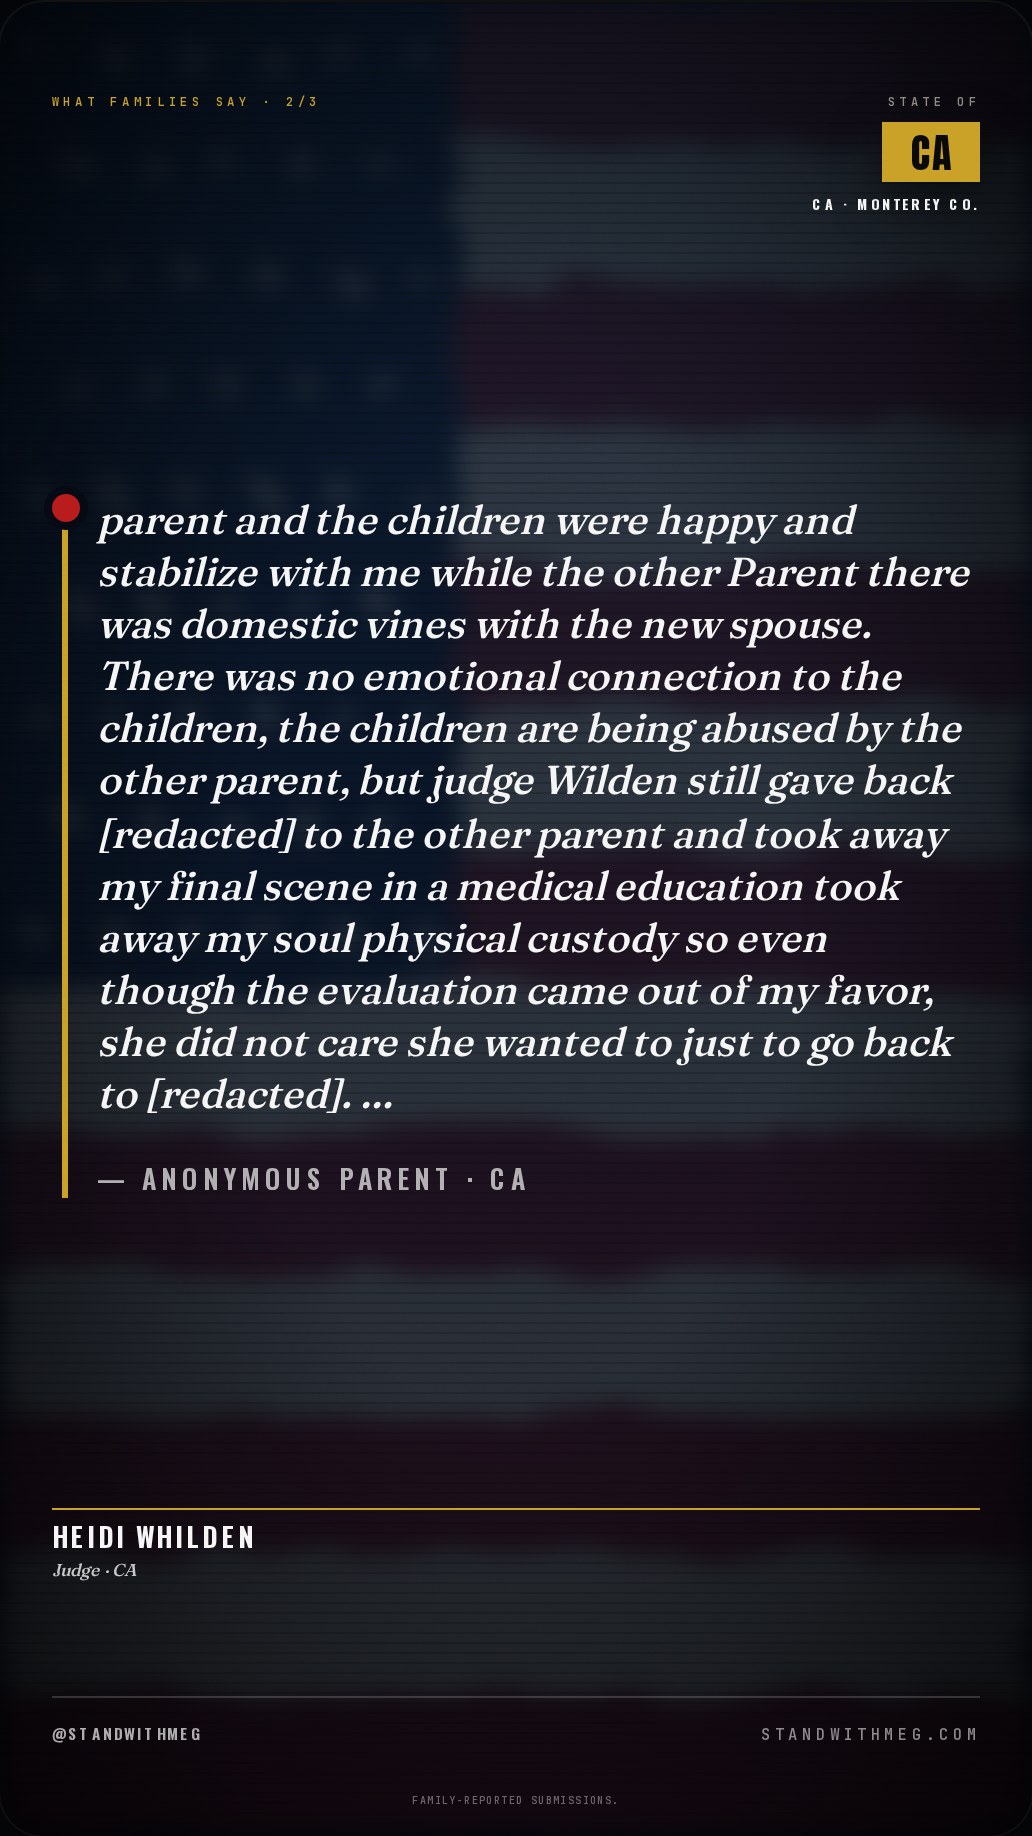 WHAT FAMILIES SAY · 2/3
STATE OF
CA
CA · MONTEREY CO.
parent and the children were happy and
stabilize with me while the other Parent there
was domestic vines with the new spouse.
There was no emotional connection to the
children, the children are being abused by the
other parent, but judge Wilden still gave back
[redacted] to the other parent and took away
my final scene in a medical education took
away my soul physical custody so even
though the evaluation came out of my favor,
she did not care she wanted to just to go back
to [redacted]. ...
— ANONYMOUS PARENT · CA
HEIDI WHILDEN
Judge · CA
@STANDWITHMEG
STANDWITHMEG.COM
FAMILY-REPORTED SUBMISSIONS.